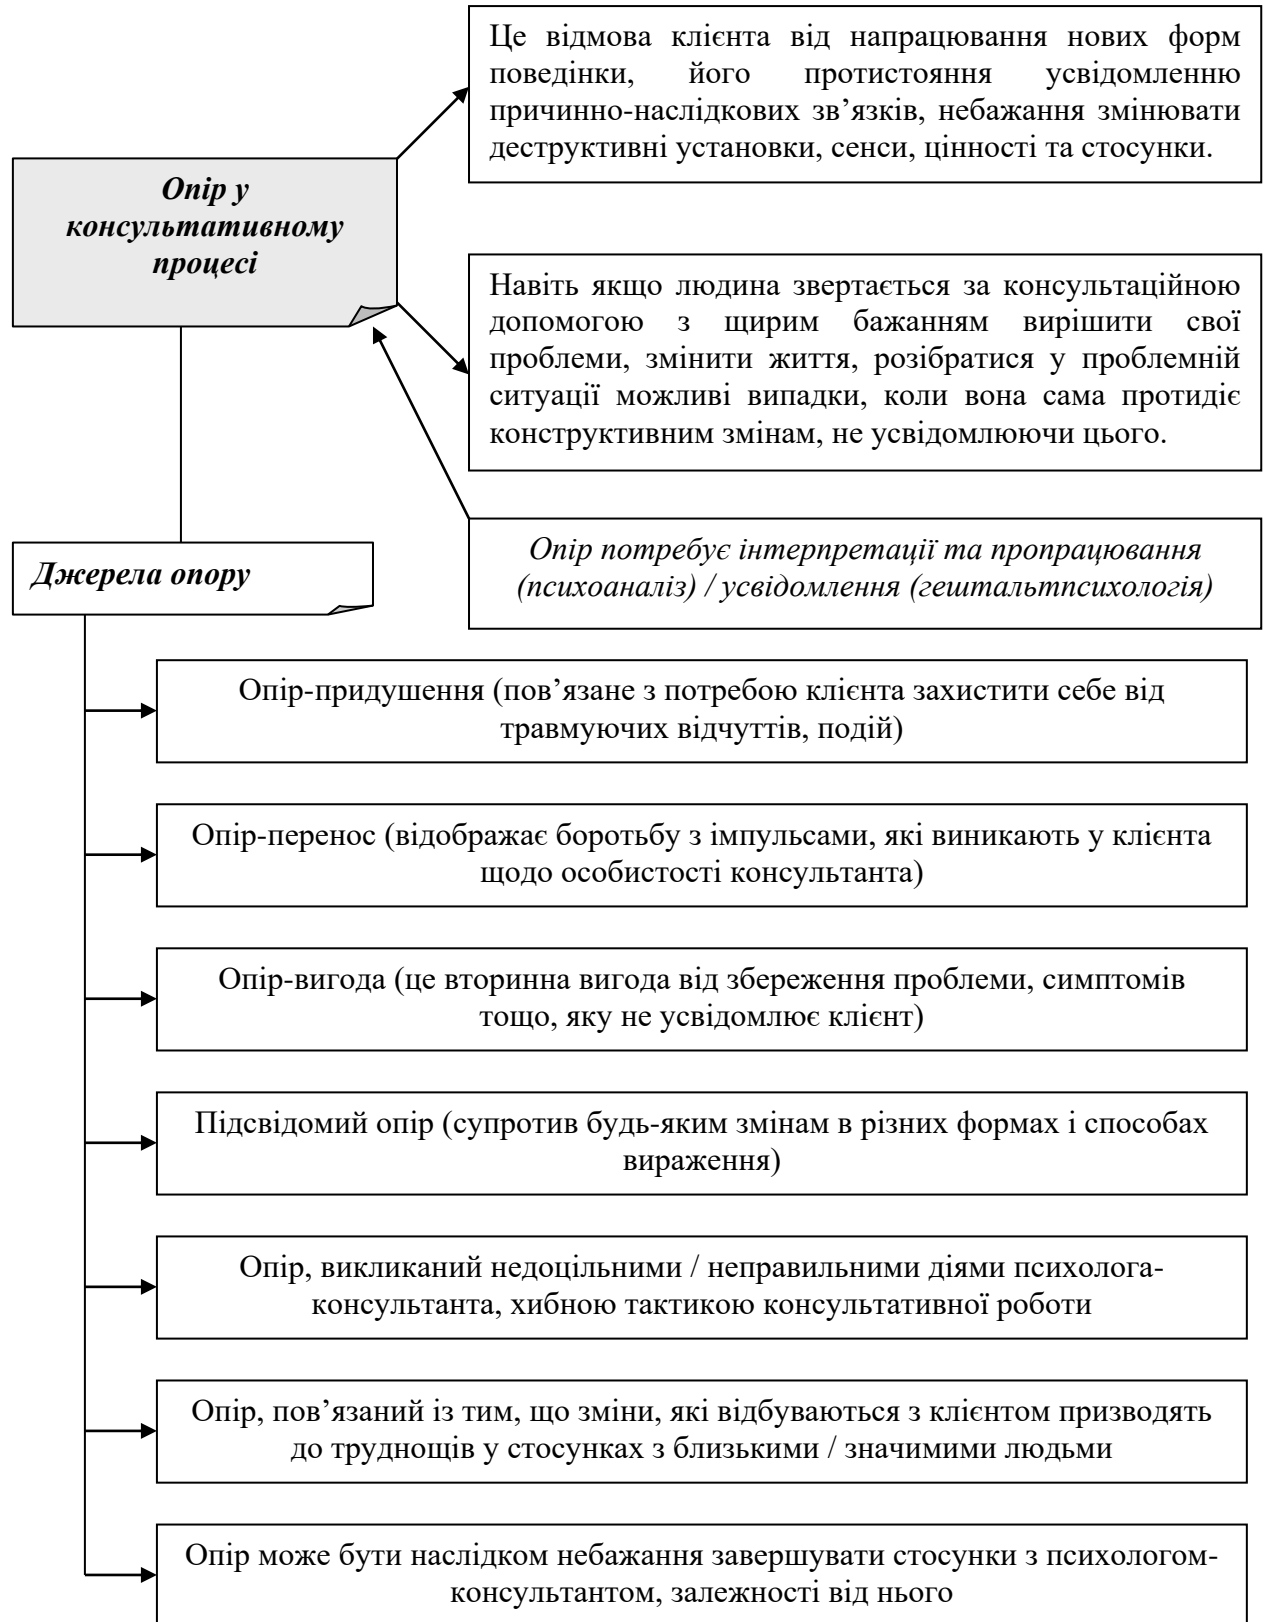 Це відмова клієнта від напрацювання нових форм
поведінки, його протистояння усвідомленню
причинно-наслідкових зв’язків, небажання змінювати
деструктивні установки, сенси, цінності та стосунки.
Опір у
консультативному
процесі
Навіть якщо людина звертається за консультаційною
допомогою з щирим бажанням вирішити свої
проблеми, змінити життя, розібратися у проблемній
ситуації можливі випадки, коли вона сама протидіє
конструктивним змінам, не усвідомлюючи цього.
Опір потребує інтерпретації та пропрацювання
(психоаналіз) / усвідомлення (гештальтпсихологія)
Джерела опору
Опір-придушення (пов’язане з потребою клієнта захистити себе від
травмуючих відчуттів, подій)
Опір-перенос (відображає боротьбу з імпульсами, які виникають у клієнта
щодо особистості консультанта)
Опір-вигода (це вторинна вигода від збереження проблеми, симптомів
тощо, яку не усвідомлює клієнт)
Підсвідомий опір (супротив будь-яким змінам в різних формах і способах
вираження)
Опір, викликаний недоцільними / неправильними діями психолога-
консультанта, хибною тактикою консультативної роботи
Опір, пов’язаний із тим, що зміни, які відбуваються з клієнтом призводять
до труднощів у стосунках з близькими / значимими людьми
Опір може бути наслідком небажання завершувати стосунки з психологом-
консультантом, залежності від нього